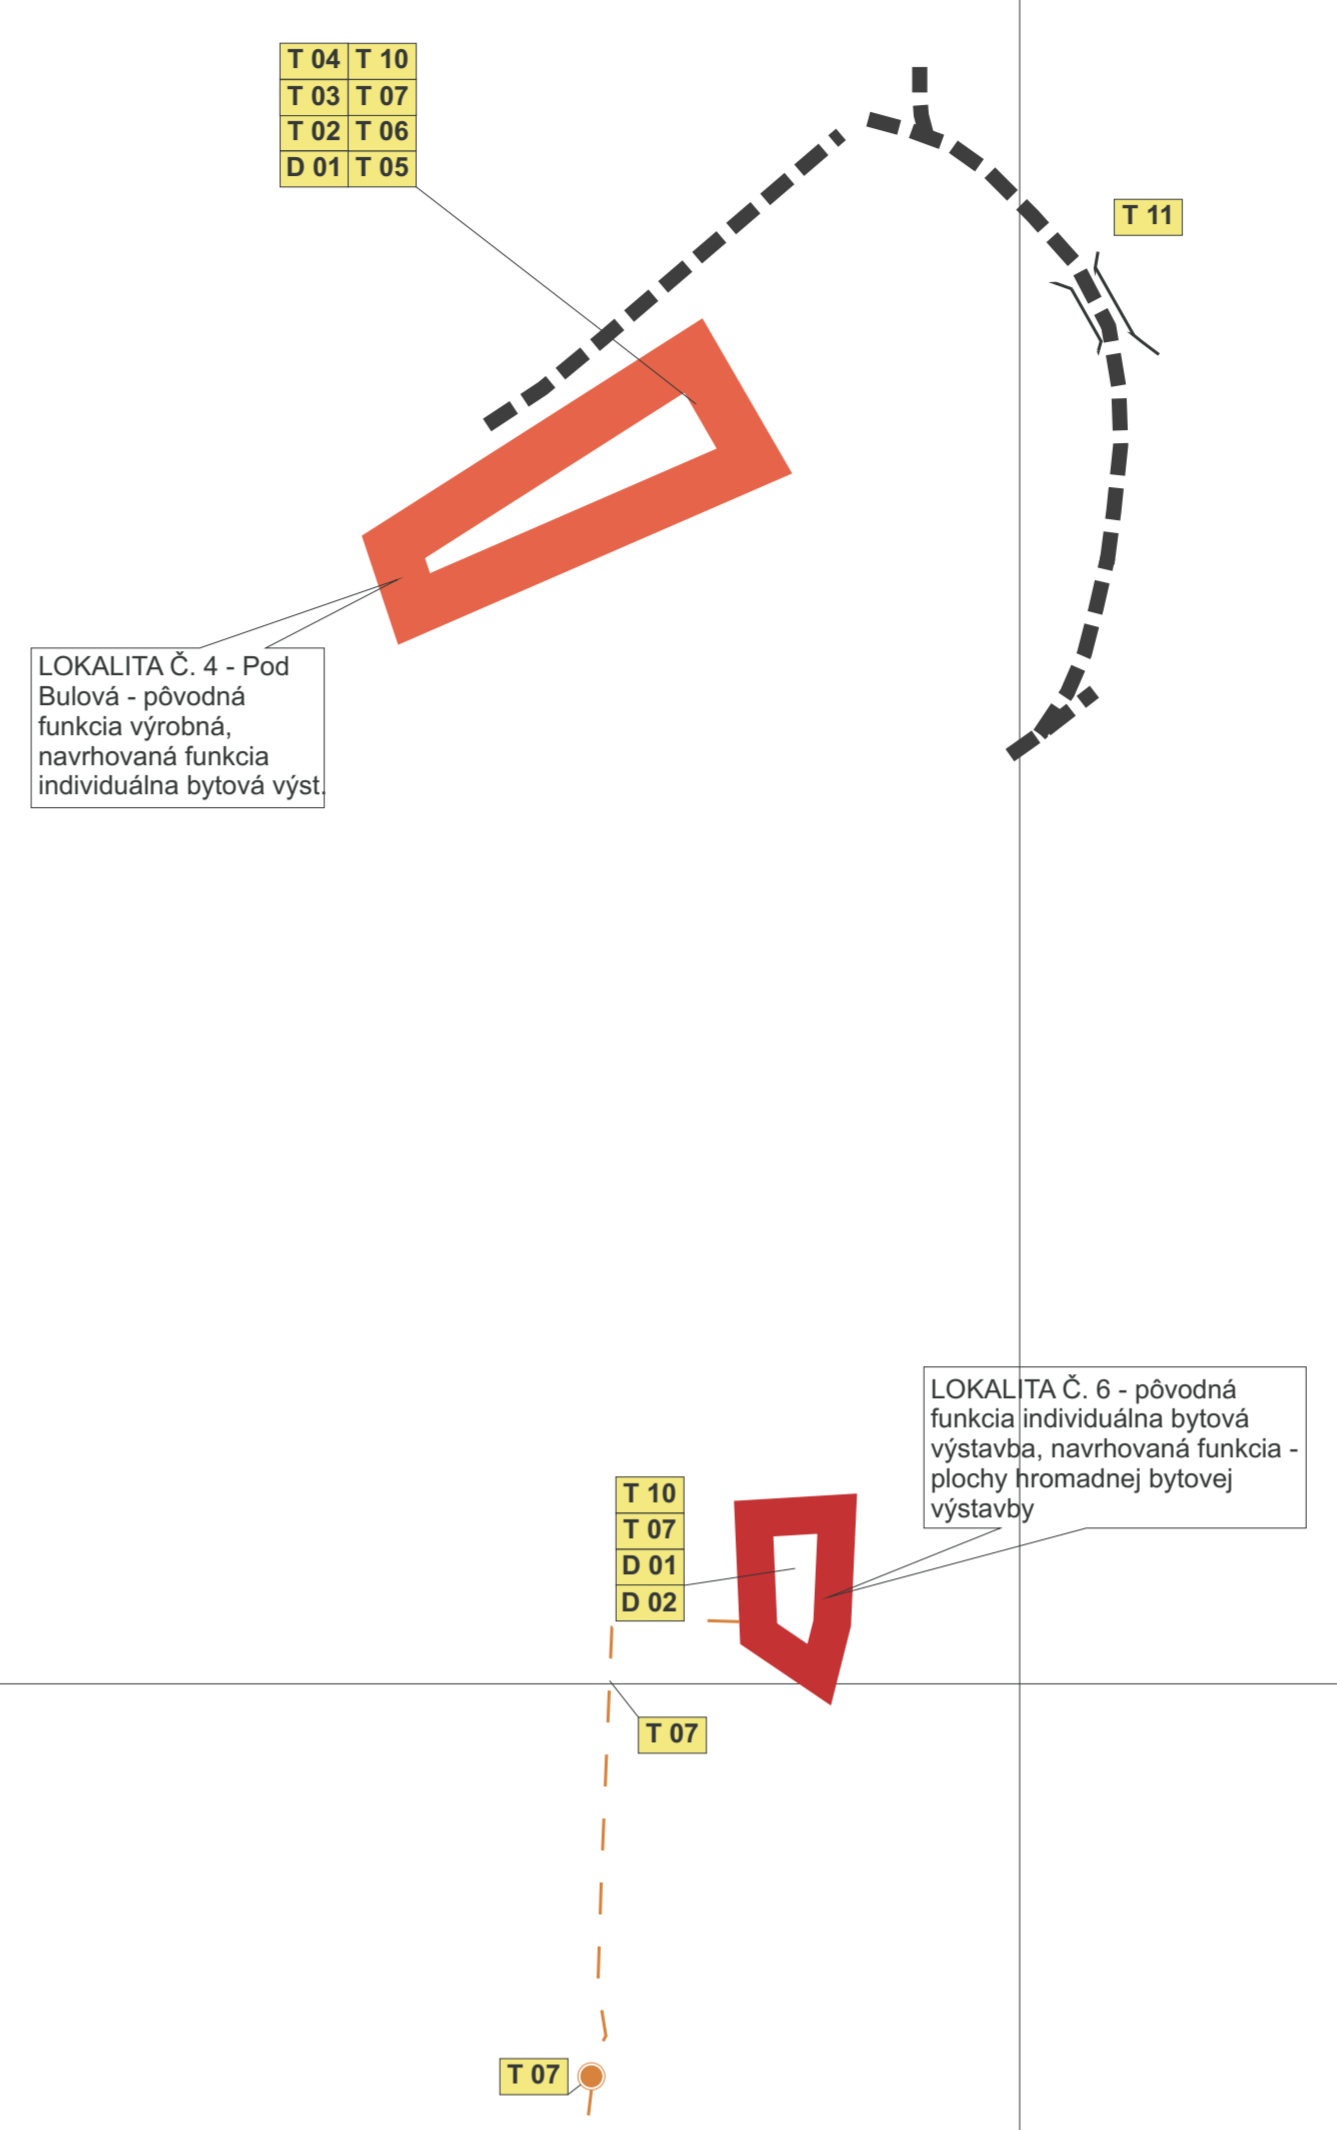 T 04 T 10
T 03 T 07
T 02 T 06
D 01 T 05
T 11
LOKALITA Č. 4 - Pod
Bulová - pôvodná
funkcia výrobná,
navrhovaná funkcia
individuálna bytová výst.
LOKALITA Č. 6 - pôvodná
funkcia individuálna bytová
výstavba, navrhovaná funkcia -
plochy hromadnej bytovej
výstavby
T 10
T 07
D 01
D 02
T 07
T 07